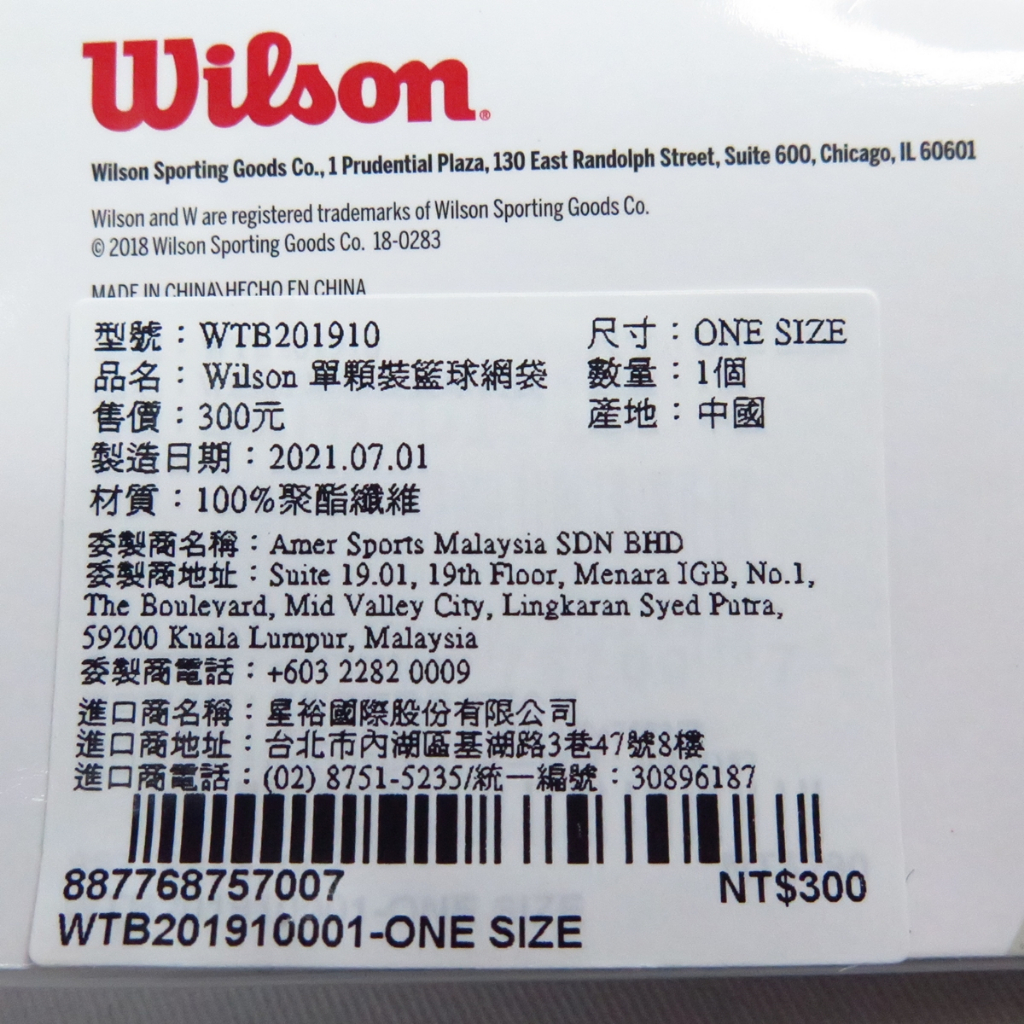 Wilson®
Wilson Sporting Goods Co., 1 Prudential Plaza, 130 East Randolph Street, Suite 600, Chicago, IL 60601
Wilson and W are registered trademarks of Wilson Sporting Goods Co.
© 2018 Wilson Sporting Goods Co. 18-0283
MADE IN CHINA\HECHO EN CHINA
型號：WTB201910 尺寸：ONE SIZE
品名：Wilson 單顆裝籃球網袋 數量：1個
售價：300元 產地：中國
製造日期：2021.07.01
材質：100%聚酯纖維
委製商名稱：Amer Sports Malaysia SDN BHD
委製商地址：Suite 19.01, 19th Floor, Menara IGB, No.1,
The Boulevard, Mid Valley City, Lingkaran Syed Putra,
59200 Kuala Lumpur, Malaysia
委製商電話：+603 2282 0009
進口商名稱：星裕國際股份有限公司
進口商地址：台北市內湖區基湖路3巷47號8樓
進口商電話：(02) 8751-5235/統一編號：30896187
887768757007 NT$300
WTB201910001-ONE SIZE